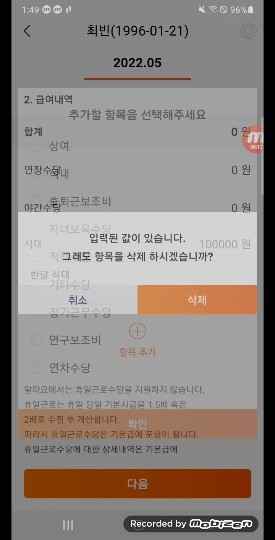 1:49
96%
최빈(1996-01-21)
2022.05
2. 급여내역
추가할 항목을 선택해주세요
합계
0 원
상여
연장수당
식대
0 원
출퇴근보조비
야간수당
0 원
자녀보육수당
식대
100000 원
입력된 값이 있습니다.
그래도 항목을 삭제 하시겠습니까?
한달 식대
기타수당
취소
삭제
장기근무수당
연구보조비
항목 추가
연차수당
알파요에서는 휴일근로수당을 지원하지 않습니다.
휴일근로는 휴일 당일 기본시급을 1.5배 혹은
2배로 수정 후 계산합니다.
확인
따라서 휴일근로수당은 기본급에 포함이 됩니다.
휴일근로수당에 대한 상세내역은 기본급에
다음
Recorded by Mobizen